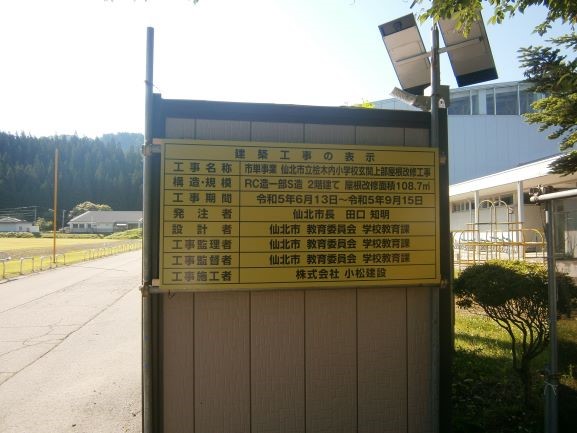 建築工事の表示
工事名称 市単事業 仙北市立桧木内小学校玄関上部屋根改修工事
構造・規模 RC造一部S造 2階建て 屋根改修面積108.7㎡
工事期間 令和5年6月13日～令和5年9月15日
発注者 仙北市長 田口 知明
設計者 仙北市 教育委員会 学校教育課
工事監理者 仙北市 教育委員会 学校教育課
工事監督者 仙北市 教育委員会 学校教育課
工事施工者 株式会社 小松建設